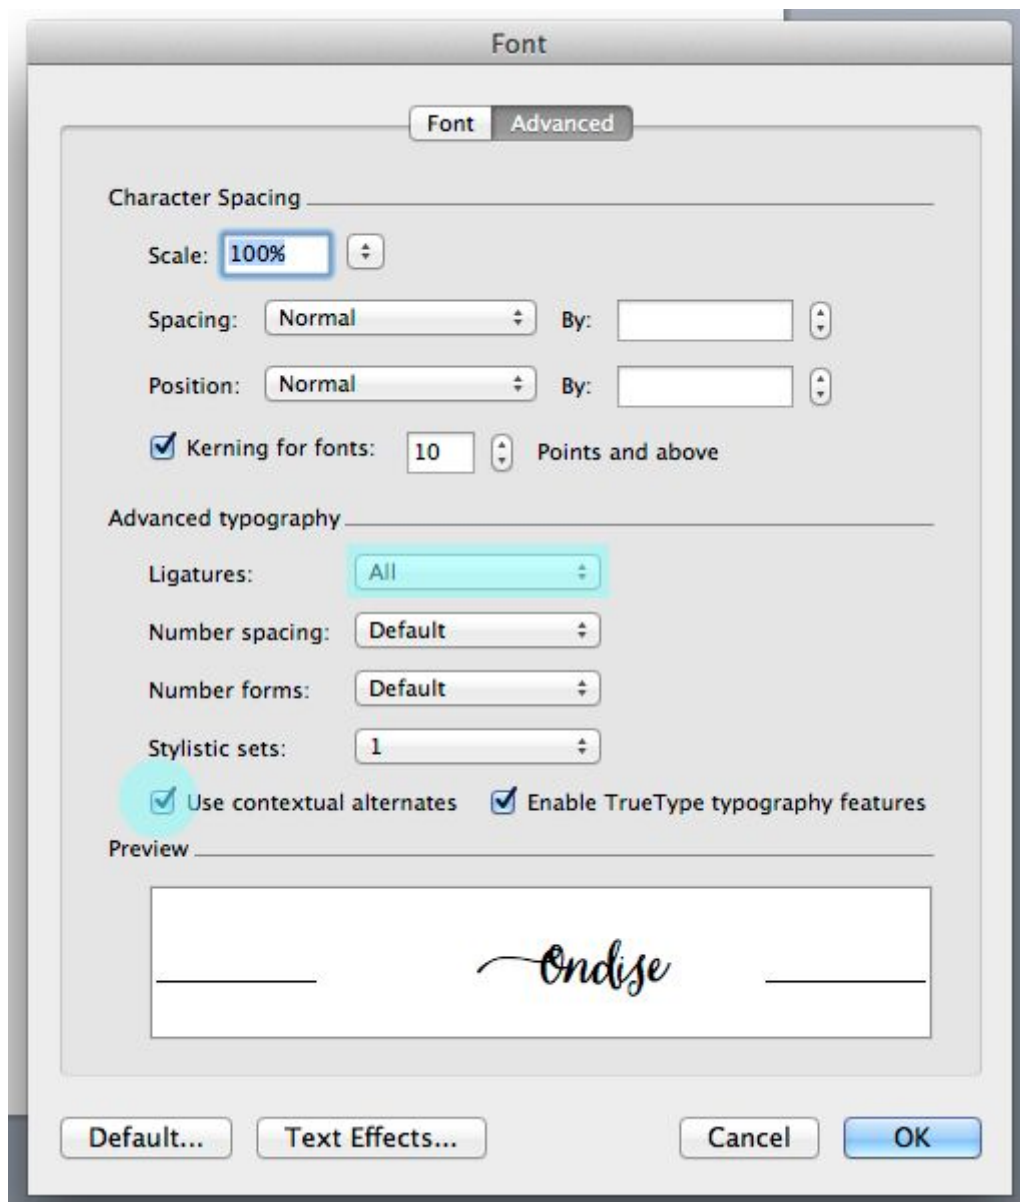 Font
Font Advanced
Character Spacing
Scale: 100%
Spacing: Normal By:
Position: Normal By:
Kerning for fonts: 10 Points and above
Advanced typography
Ligatures: All
Number spacing: Default
Number forms: Default
Stylistic sets: 1
Use contextual alternates Enable TrueType typography features
Preview
Ondise
Default... Text Effects... Cancel OK